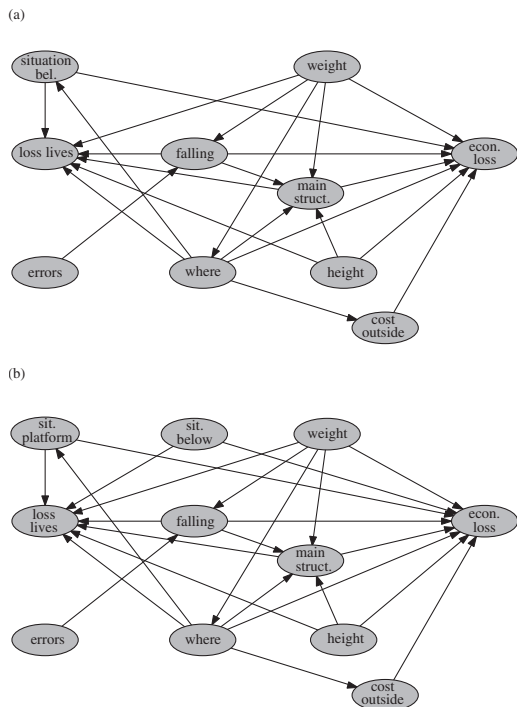 (a)
situation
bel.
weight
loss lives
falling
econ.
loss
main
struct.
errors
where
height
cost
outside
(b)
sit.
platform
sit.
below
weight
loss
lives
falling
econ.
loss
main
struct.
errors
where
height
cost
outside